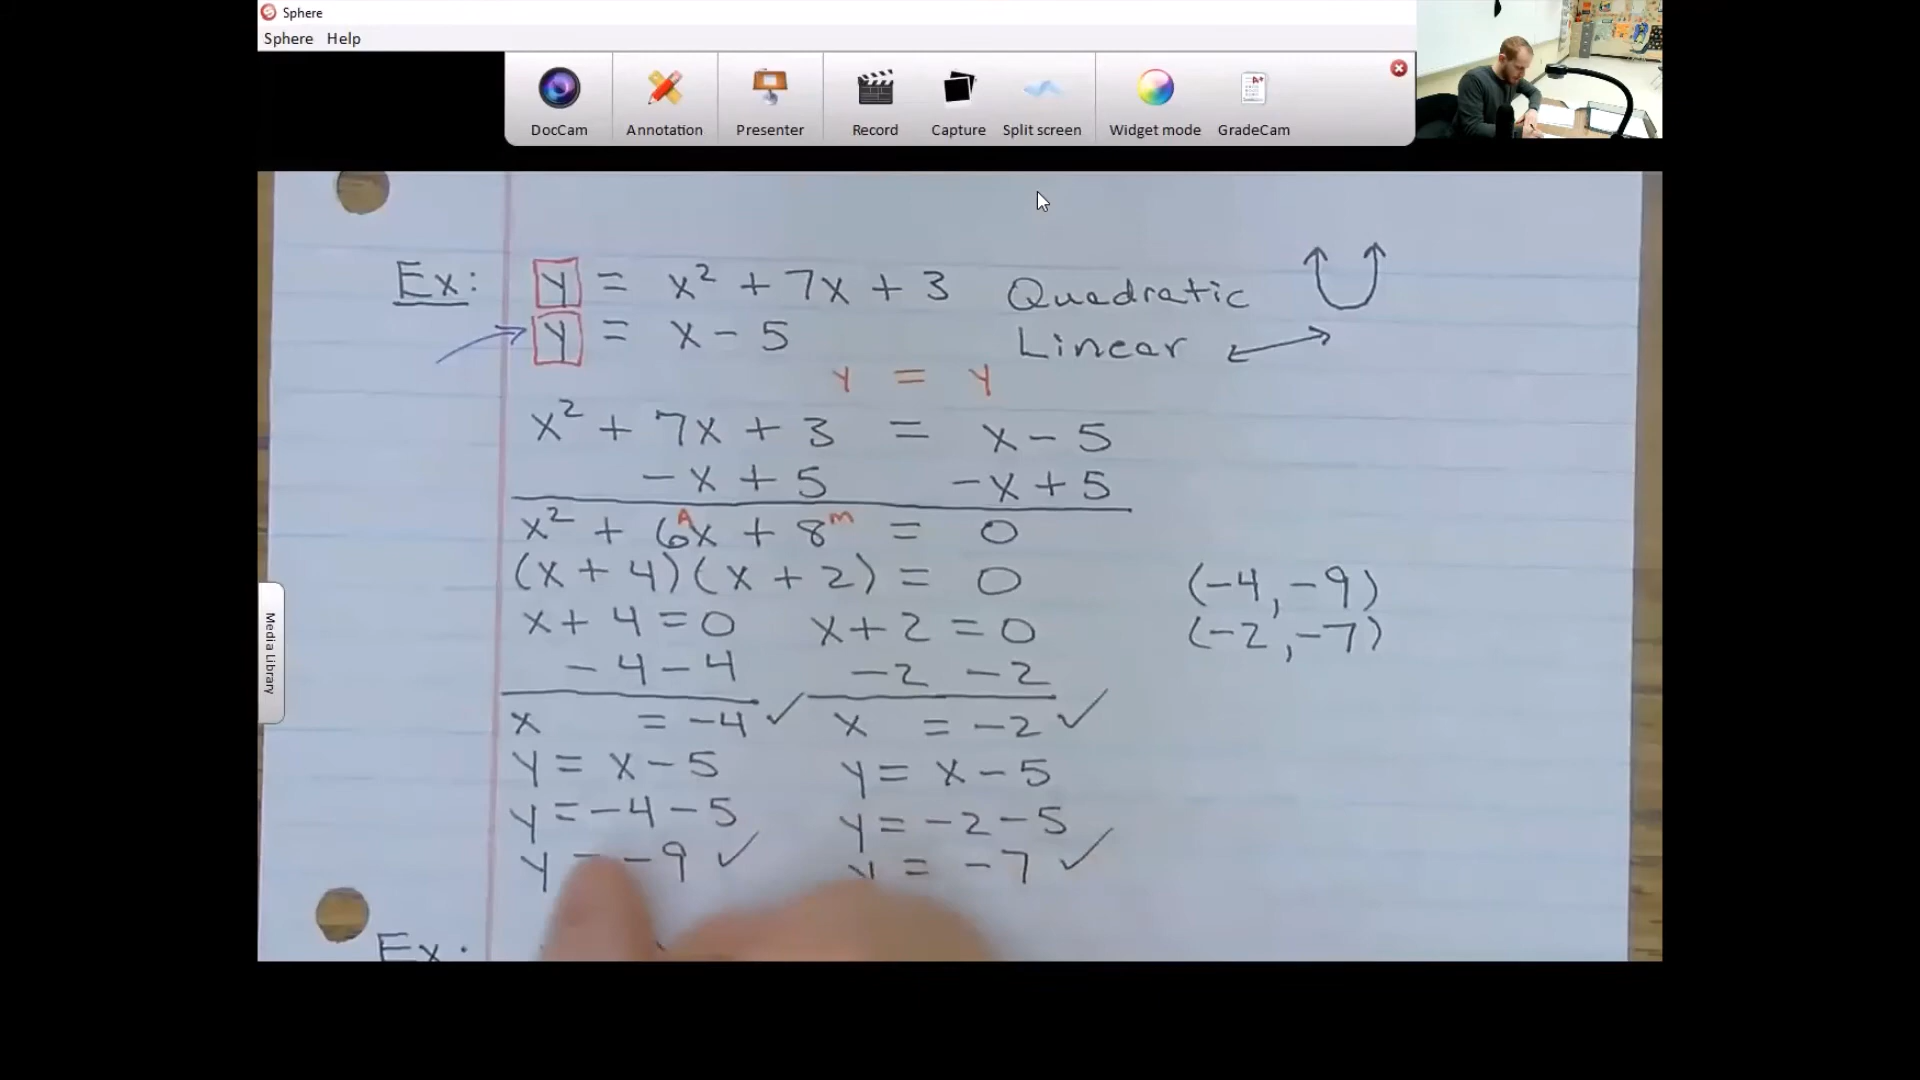 Sphere
Sphere Help
DocCam Annotation Presenter Record Capture Split screen Widget mode GradeCam
Media Library
Ex: y = x² + 7x + 3 Quadratic
y = x - 5 Linear
y = y
x² + 7x + 3 = x - 5
- x + 5 - x + 5
x² + 6x + 8 = 0
A m
(x + 4)(x + 2) = 0 (-4, -9)
x + 4 = 0 x + 2 = 0 (-2, -7)
- 4 - 4 - 2 - 2
x = -4 ✓ x = -2 ✓
y = x - 5 y = x - 5
y = -4 - 5 y = -2 - 5
y = -9 ✓ y = -7 ✓
Ex: